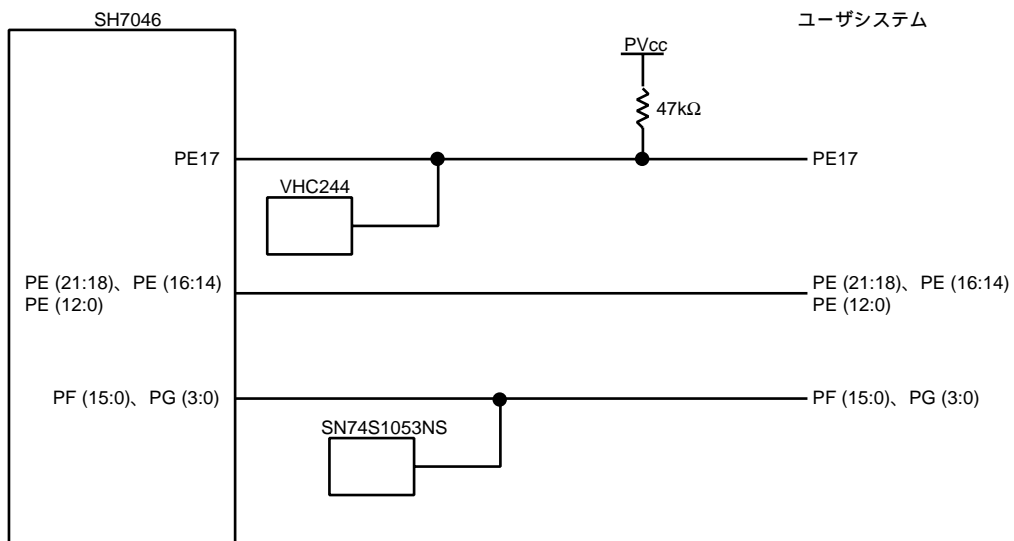 SH7046
ユーザシステム
PVcc
47kΩ
PE17
PE17
VHC244
PE (21:18)、PE (16:14)
PE (12:0)
PE (21:18)、PE (16:14)
PE (12:0)
PF (15:0)、PG (3:0)
PF (15:0)、PG (3:0)
SN74S1053NS